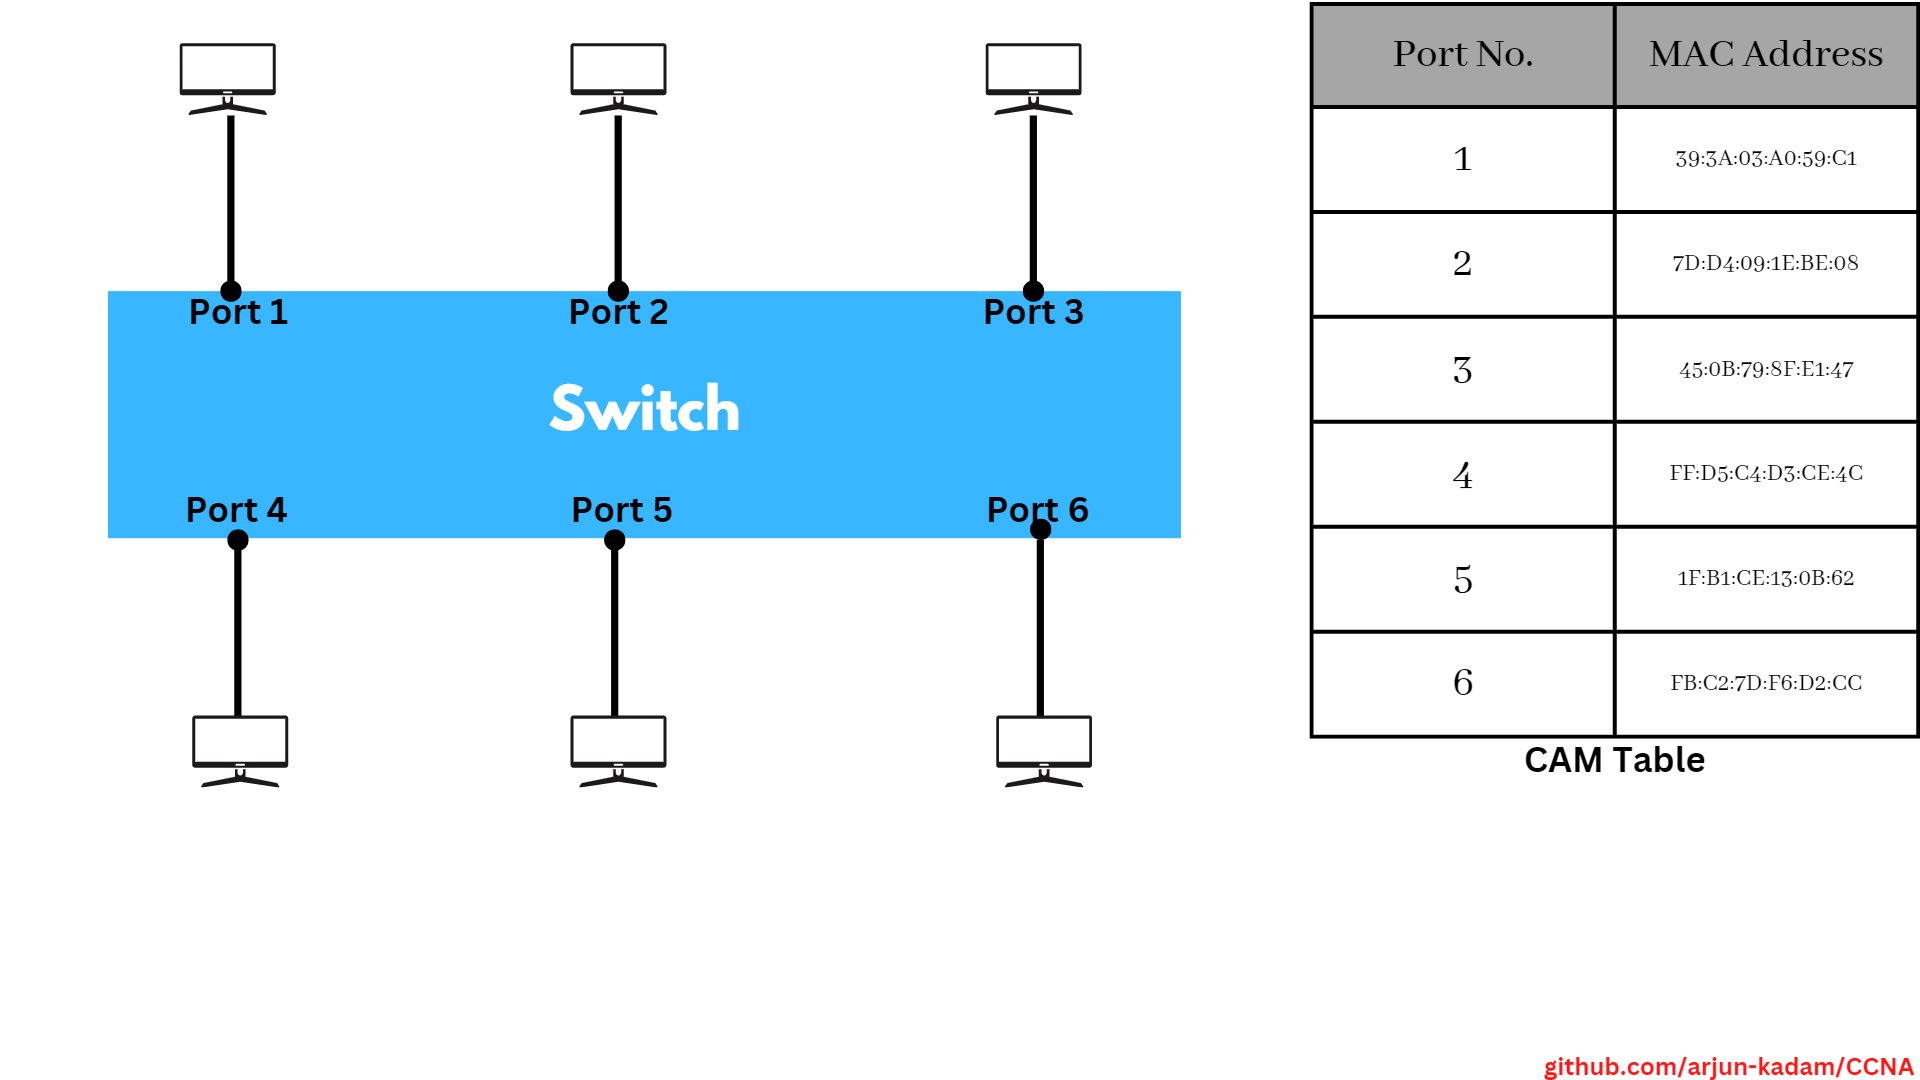 Port 1
Port 2
Port 3
Switch
Port 4
Port 5
Port 6
Port No. MAC Address
1 39:3A:03:A0:59:C1
2 7D:D4:09:1E:BE:08
3 45:0B:79:8F:E1:47
4 FF:D5:C4:D3:CE:4C
5 1F:B1:CE:13:0B:62
6 FB:C2:7D:F6:D2:CC
CAM Table
github.com/arjun-kadam/CCNA